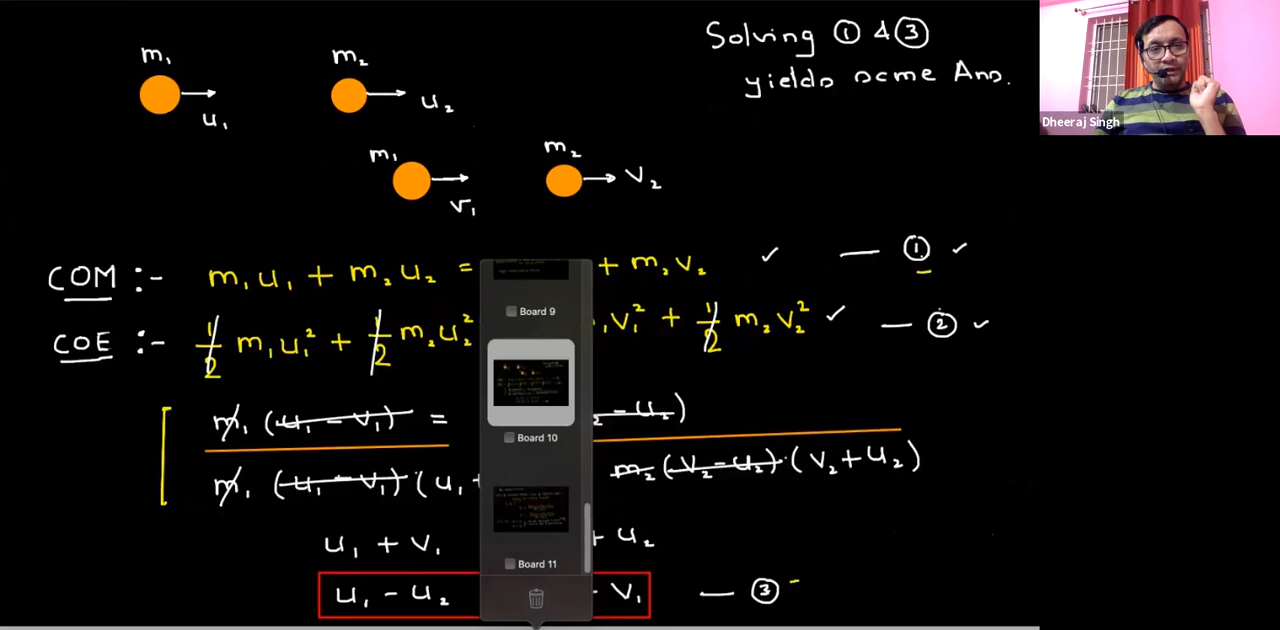 m₁ m₂ Solving ① & ③
u₁ u₂ yields same Ans.
Dheeraj Singh
m₁ m₂
v₁ v₂
COM :- m₁u₁ + m₂u₂ = + m₂v₂ ✓ — ① ✓
COE :- 1/2 m₁u₁² + 1/2 m₂u₂² v₁² + 1/2 m₂v₂² ✓ — ② ✓
m₁ (u₁ - v₁) = - u₂)
m₁ (u₁ - v₁) (u₁ m₂ (v₂ - u₂) (v₂ + u₂)
u₁ + v₁ + u₂
u₁ - u₂ - v₁ — ③
Board 9
Board 10
Board 11